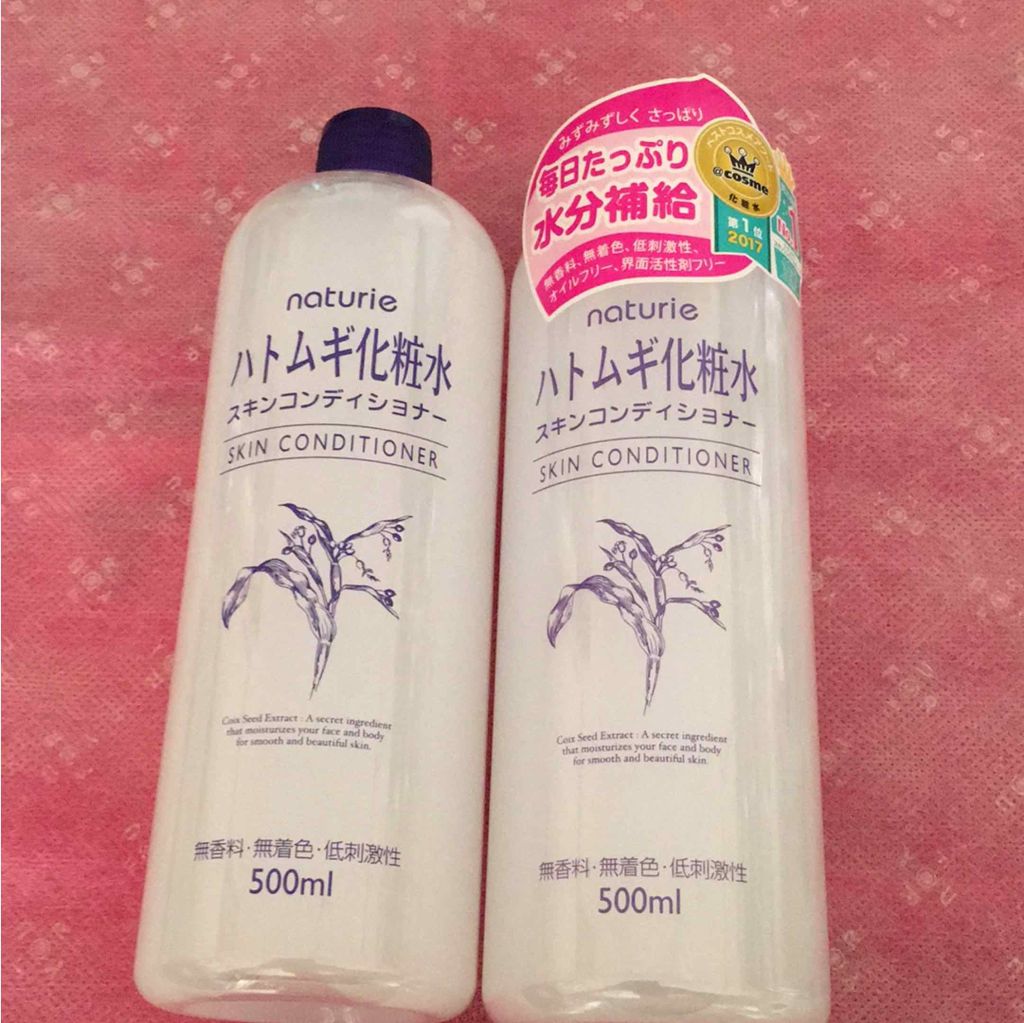 naturie
ハトムギ化粧水
スキンコンディショナー
SKIN CONDITIONER
Coix Seed Extract : A secret ingredient
that moisturizes your face and body
for smooth and beautiful skin.
無香料・無着色・低刺激性
500ml
みずみずしく さっぱり
毎日たっぷり
水分補給
無香料、無着色、低刺激性、
オイルフリー、界面活性剤フリー
ベストコスメアワード
@cosme
化粧水
第1位
2017
No.1
naturie
ハトムギ化粧水
スキンコンディショナー
SKIN CONDITIONER
Coix Seed Extract : A secret ingredient
that moisturizes your face and body
for smooth and beautiful skin.
無香料・無着色・低刺激性
500ml